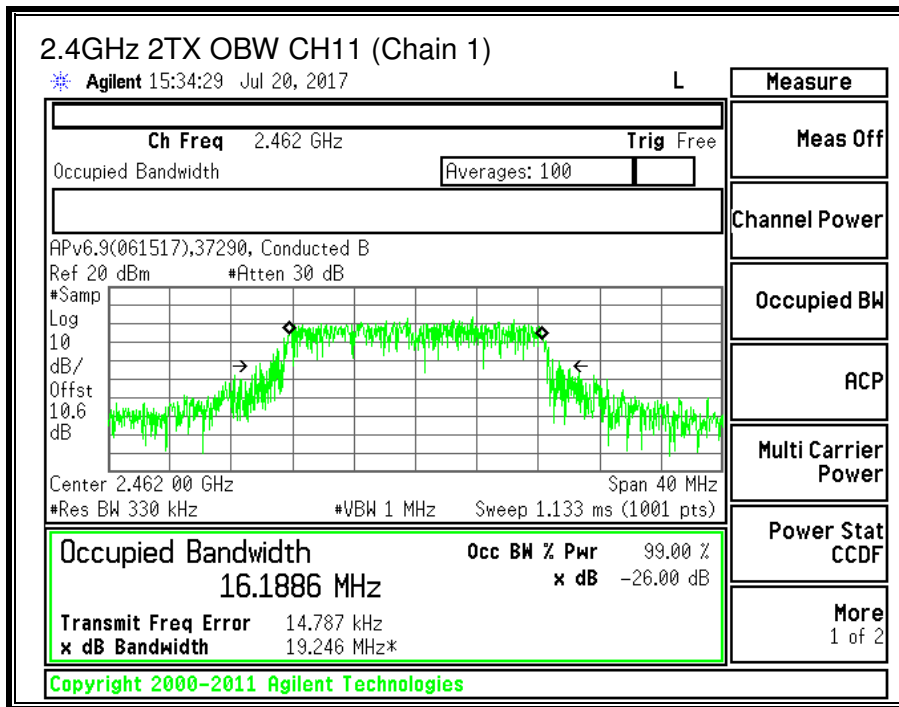 2.4GHz 2TX OBW CH11 (Chain 1)
Agilent 15:34:29 Jul 20, 2017 L
Ch Freq 2.462 GHz Trig Free
Occupied Bandwidth Averages: 100
APv6.9(061517),37290, Conducted B
Ref 20 dBm #Atten 30 dB
#Samp
Log
10
dB/
Offst
10.6
dB
Center 2.462 00 GHz Span 40 MHz
#Res BW 330 kHz #VBW 1 MHz Sweep 1.133 ms (1001 pts)
Occupied Bandwidth Occ BW % Pwr 99.00 %
16.1886 MHz x dB -26.00 dB
Transmit Freq Error 14.787 kHz
x dB Bandwidth 19.246 MHz*
Copyright 2000-2011 Agilent Technologies
Measure
Meas Off
Channel Power
Occupied BW
ACP
Multi Carrier
Power
Power Stat
CCDF
More
1 of 2